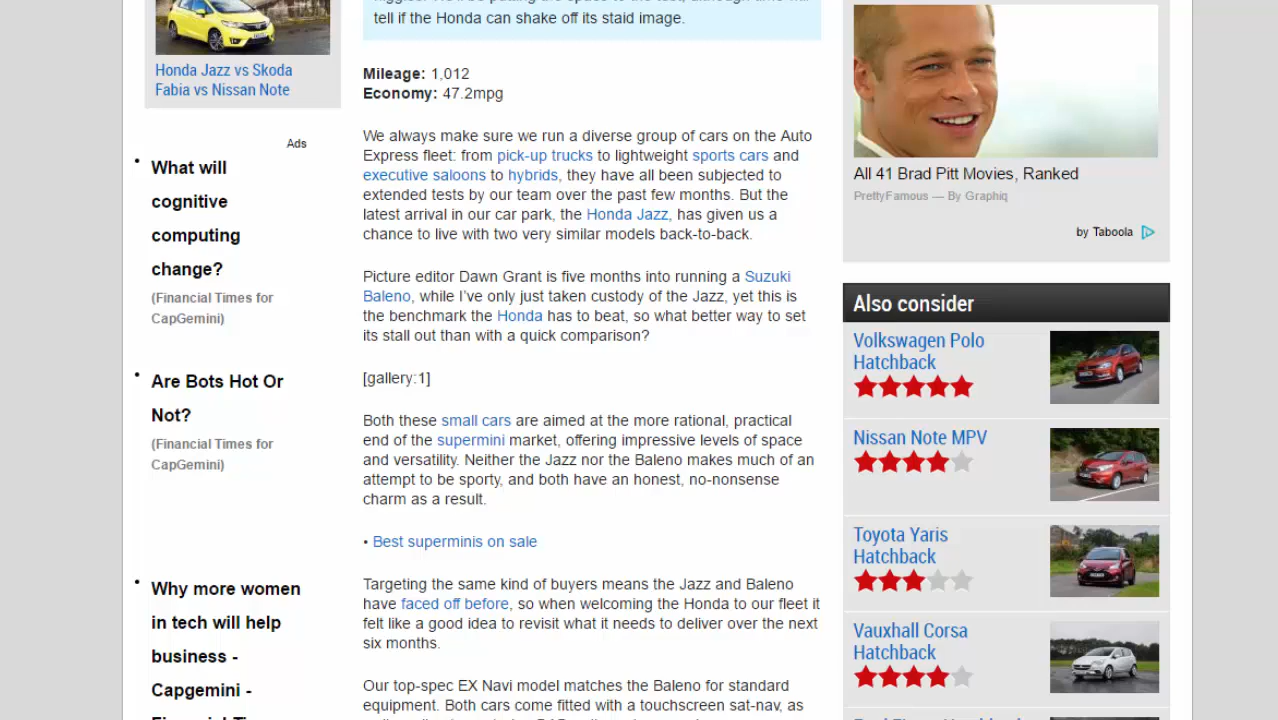 Honda Jazz vs Skoda
Fabia vs Nissan Note
Ads
What will
cognitive
computing
change?
(Financial Times for
CapGemini)
Are Bots Hot Or
Not?
(Financial Times for
CapGemini)
Why more women
in tech will help
business -
Capgemini -
tell if the Honda can shake off its staid image.
Mileage: 1,012
Economy: 47.2mpg
We always make sure we run a diverse group of cars on the Auto
Express fleet: from pick-up trucks to lightweight sports cars and
executive saloons to hybrids, they have all been subjected to
extended tests by our team over the past few months. But the
latest arrival in our car park, the Honda Jazz, has given us a
chance to live with two very similar models back-to-back.
Picture editor Dawn Grant is five months into running a Suzuki
Baleno, while I've only just taken custody of the Jazz, yet this is
the benchmark the Honda has to beat, so what better way to set
its stall out than with a quick comparison?
[gallery:1]
Both these small cars are aimed at the more rational, practical
end of the supermini market, offering impressive levels of space
and versatility. Neither the Jazz nor the Baleno makes much of an
attempt to be sporty, and both have an honest, no-nonsense
charm as a result.
• Best superminis on sale
Targeting the same kind of buyers means the Jazz and Baleno
have faced off before, so when welcoming the Honda to our fleet it
felt like a good idea to revisit what it needs to deliver over the next
six months.
Our top-spec EX Navi model matches the Baleno for standard
equipment. Both cars come fitted with a touchscreen sat-nav, as
All 41 Brad Pitt Movies, Ranked
PrettyFamous — By Graphiq
by Taboola
Also consider
Volkswagen Polo
Hatchback
Nissan Note MPV
Toyota Yaris
Hatchback
Vauxhall Corsa
Hatchback